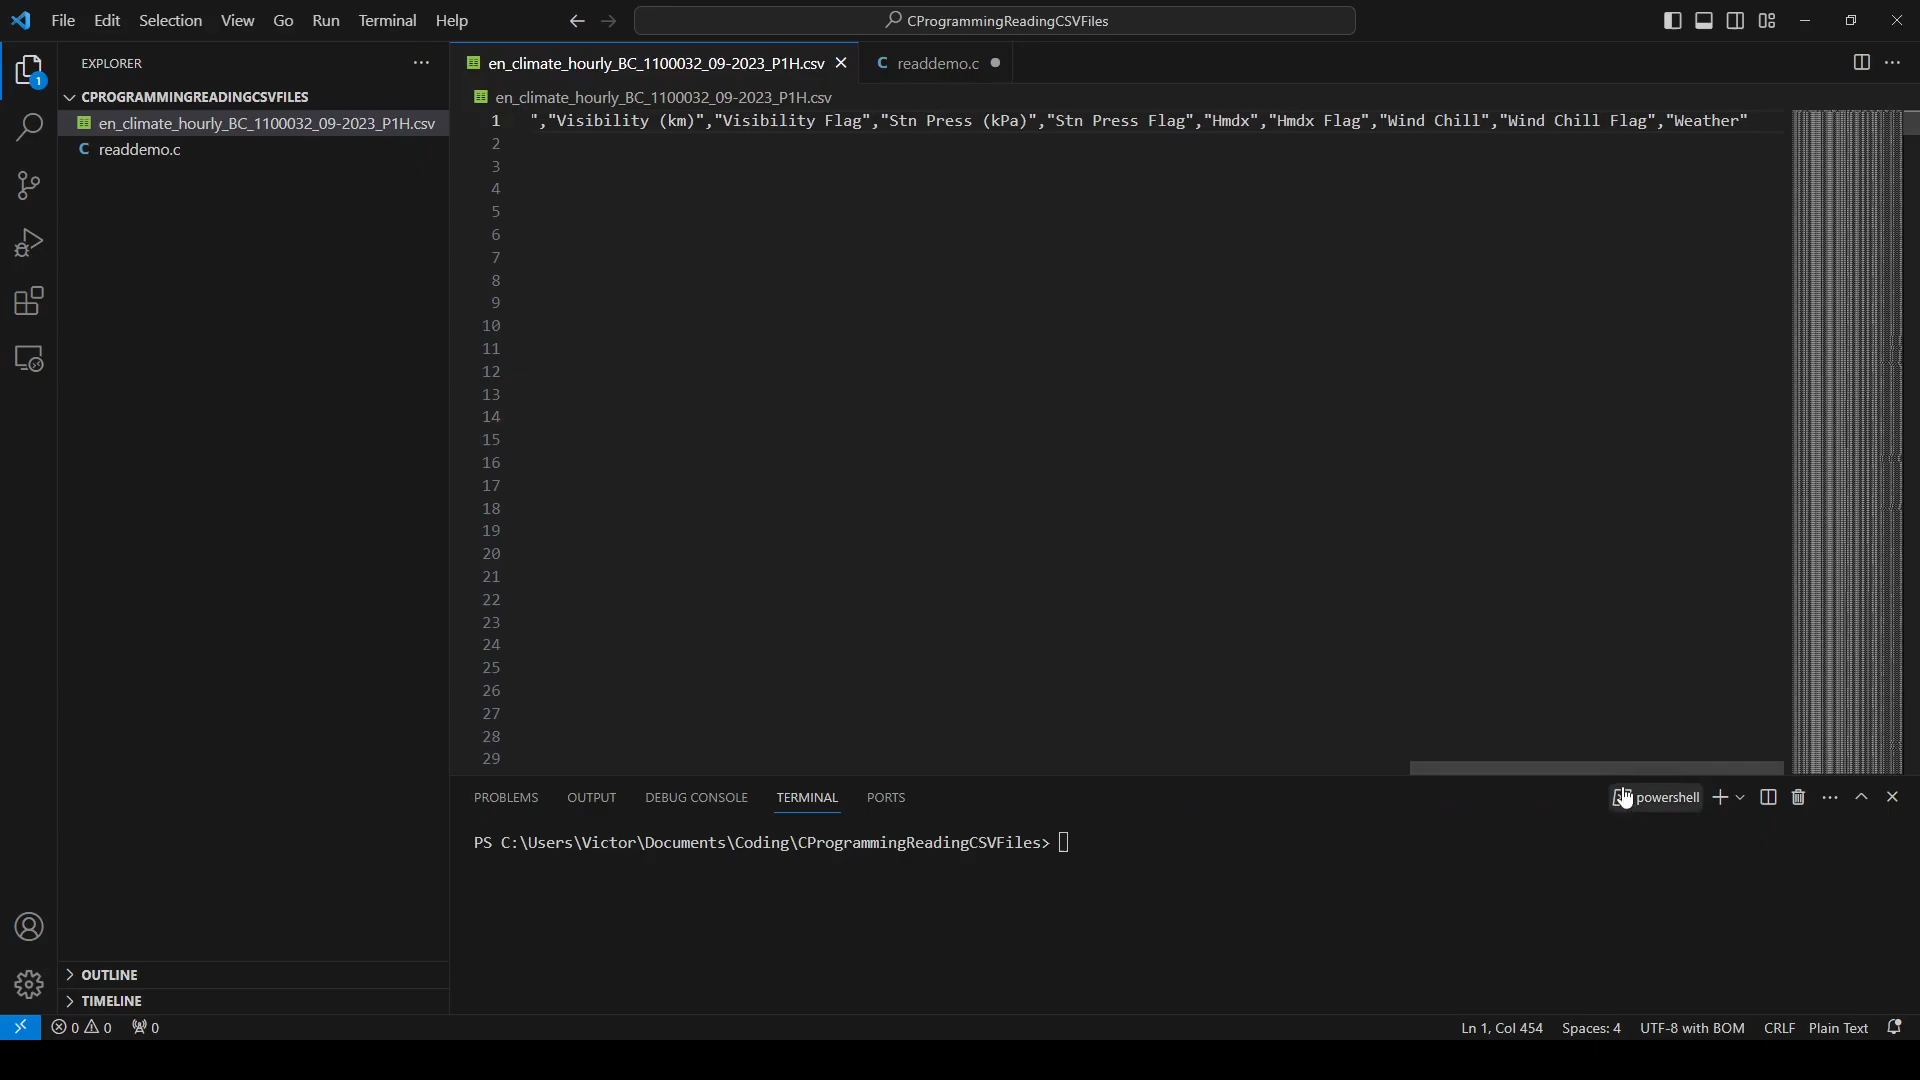 File Edit Selection View Go Run Terminal Help
CProgrammingReadingCSVFiles
EXPLORER
CPROGRAMMINGREADINGCSVFILES
en_climate_hourly_BC_1100032_09-2023_P1H.csv
C readdemo.c
OUTLINE
TIMELINE
1
en_climate_hourly_BC_1100032_09-2023_P1H.csv
C readdemo.c
en_climate_hourly_BC_1100032_09-2023_P1H.csv
1 ","Visibility (km)","Visibility Flag","Stn Press (kPa)","Stn Press Flag","Hmdx","Hmdx Flag","Wind Chill","Wind Chill Flag","Weather"
2
3
4
5
6
7
8
9
10
11
12
13
14
15
16
17
18
19
20
21
22
23
24
25
26
27
28
29
PROBLEMS OUTPUT DEBUG CONSOLE TERMINAL PORTS
powershell
PS C:\Users\Victor\Documents\Coding\CProgrammingReadingCSVFiles>
0 0 0
Ln 1, Col 454 Spaces: 4 UTF-8 with BOM CRLF Plain Text